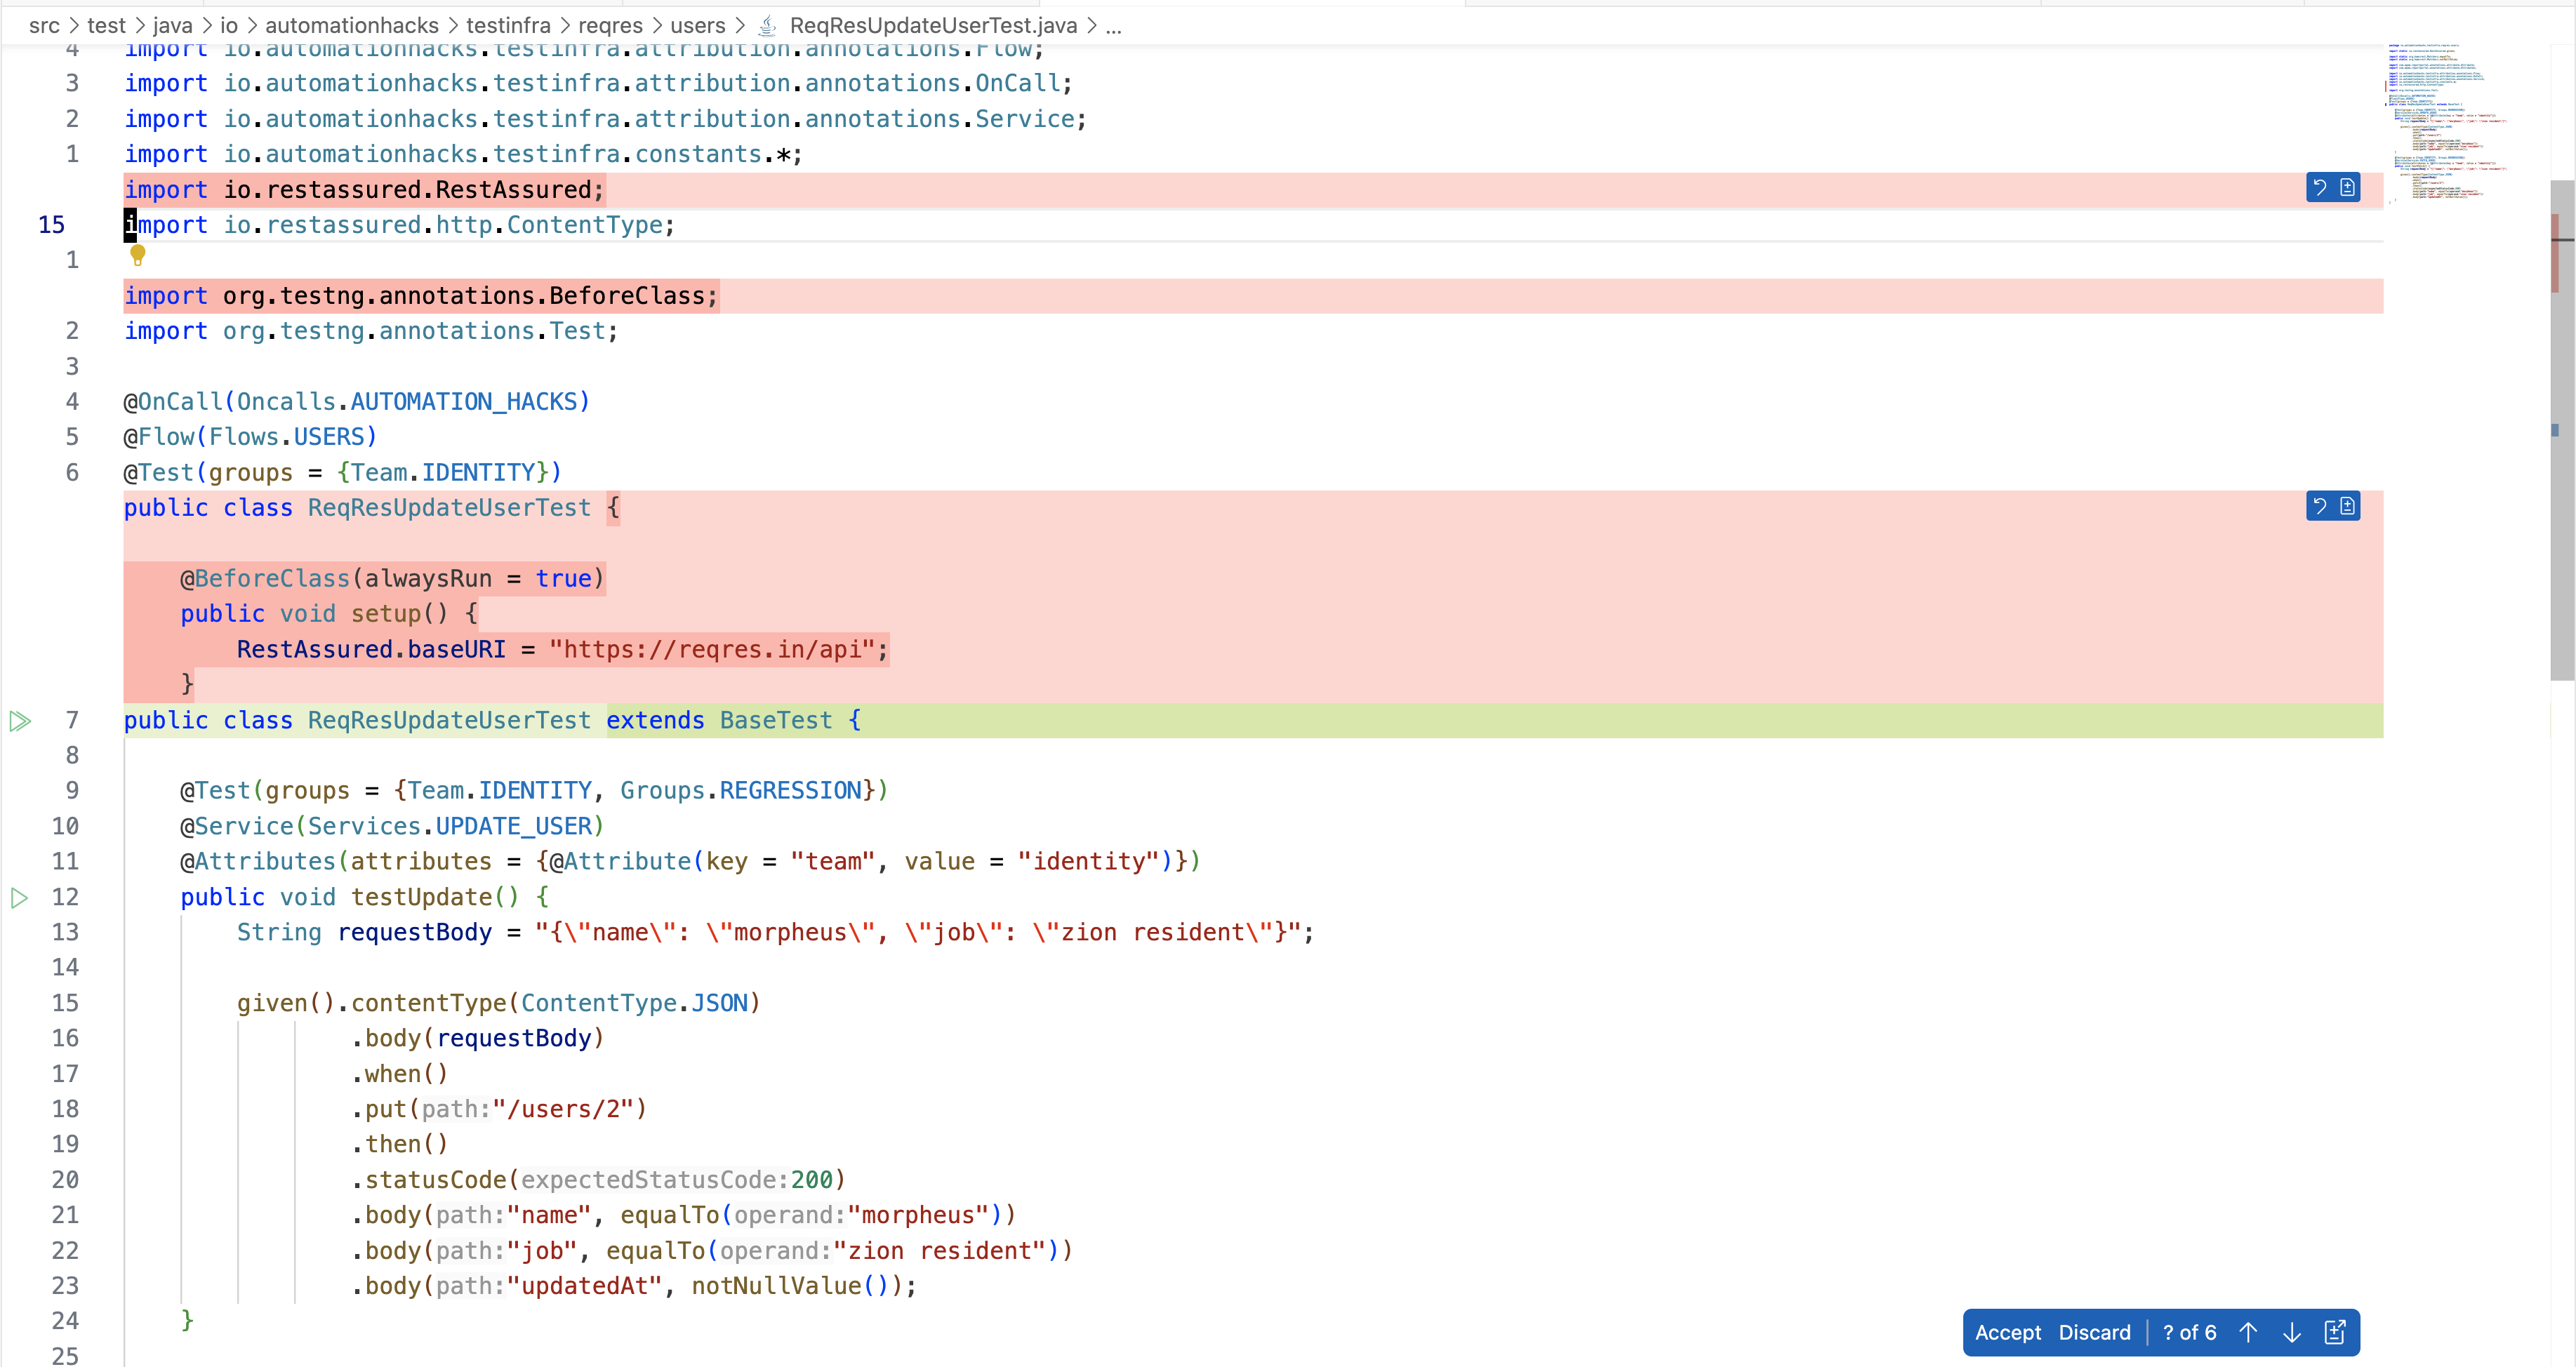 src > test > java > io > automationhacks > testinfra > reqres > users > ReqResUpdateUserTest.java > ...
4 import io.automationhacks.testinfra.attribution.annotations.Flow;
3 import io.automationhacks.testinfra.attribution.annotations.OnCall;
2 import io.automationhacks.testinfra.attribution.annotations.Service;
1 import io.automationhacks.testinfra.constants.*;
import io.restassured.RestAssured;
15 import io.restassured.http.ContentType;
1
import org.testng.annotations.BeforeClass;
2 import org.testng.annotations.Test;
3
4 @OnCall(Oncalls.AUTOMATION_HACKS)
5 @Flow(Flows.USERS)
6 @Test(groups = {Team.IDENTITY})
public class ReqResUpdateUserTest {
@BeforeClass(alwaysRun = true)
public void setup() {
RestAssured.baseURI = "https://reqres.in/api";
}
7 public class ReqResUpdateUserTest extends BaseTest {
8
9 @Test(groups = {Team.IDENTITY, Groups.REGRESSION})
10 @Service(Services.UPDATE_USER)
11 @Attributes(attributes = {@Attribute(key = "team", value = "identity")})
12 public void testUpdate() {
13 String requestBody = "{\"name\": \"morpheus\", \"job\": \"zion resident\"}";
14
15 given().contentType(ContentType.JSON)
16 .body(requestBody)
17 .when()
18 .put(path:"/users/2")
19 .then()
20 .statusCode(expectedStatusCode:200)
21 .body(path:"name", equalTo(operand:"morpheus"))
22 .body(path:"job", equalTo(operand:"zion resident"))
23 .body(path:"updatedAt", notNullValue());
24 }
25
Accept Discard | ? of 6